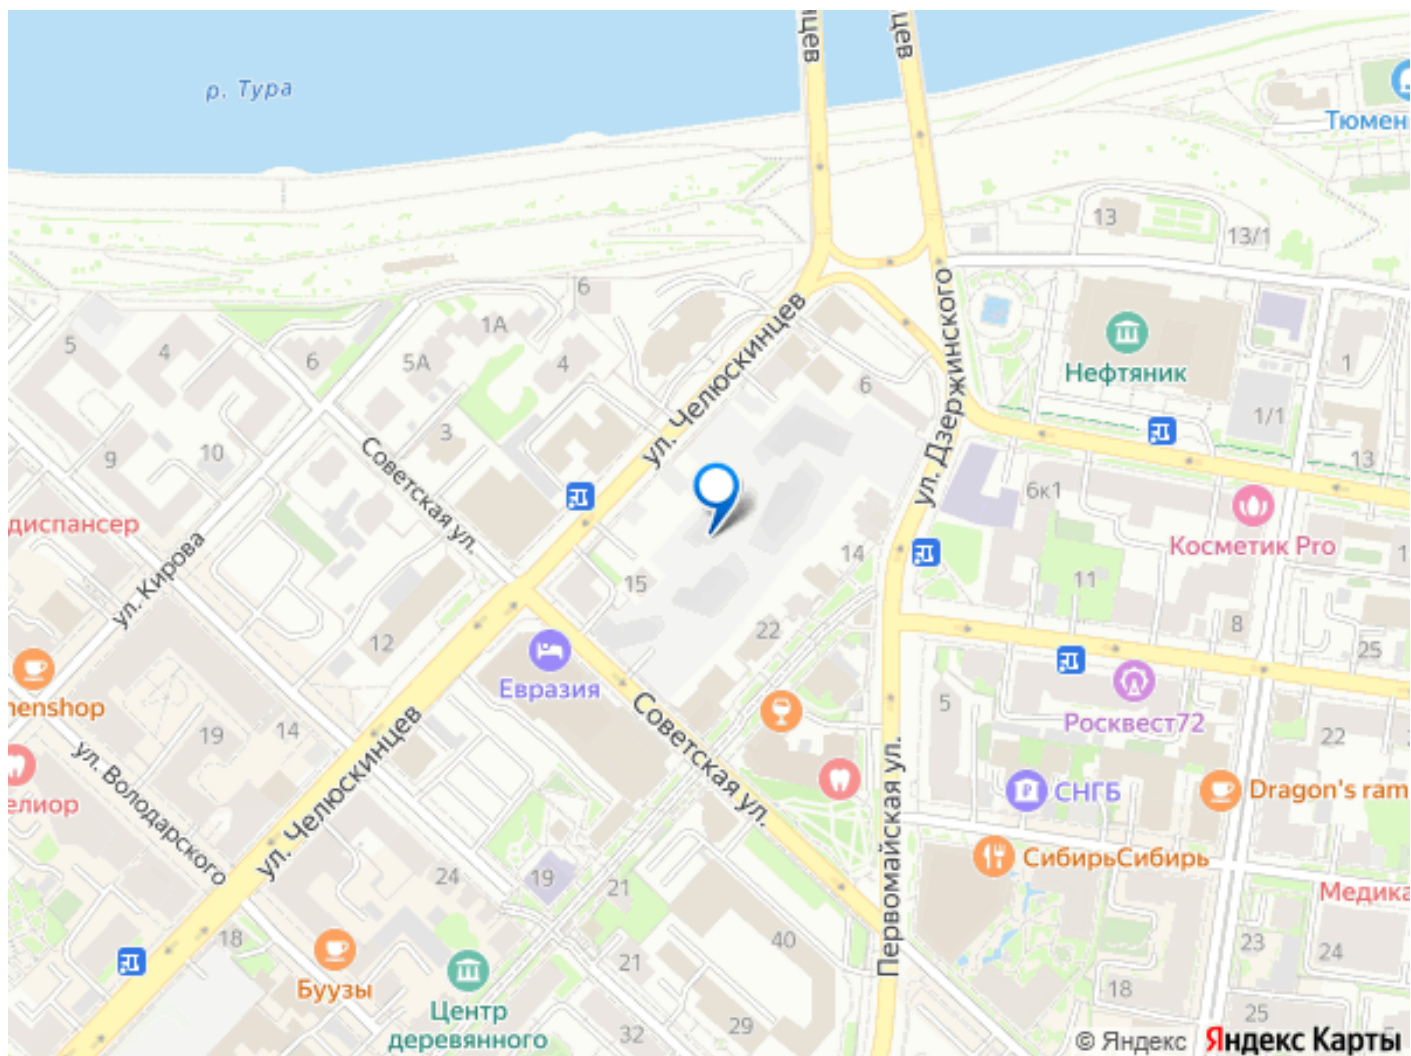 р. Тура
Тюмен
13
13/1
6
1А
5
4
6
5А
4
6
1
ул. Челюскинцев
ул. Дзержинского
Нефтяник
1/1
3
10
9
13
Советская ул.
6к1
Косметик Pro
диспансер
ул. Кирова
14
15
11
22
8
25
12
Евразия
nenshop
5
Росквест72
22
14
19
Советская ул.
ул. Челюскинцев
ул. Володарского
елиор
СНГБ
Dragon's ram
Первомайская ул.
СибирьСибирь
24
19
21
Медика
18
40
23
24
21
Буузы
18
Центр
деревянного
32
29
25
© Яндекс Яндекс Карты